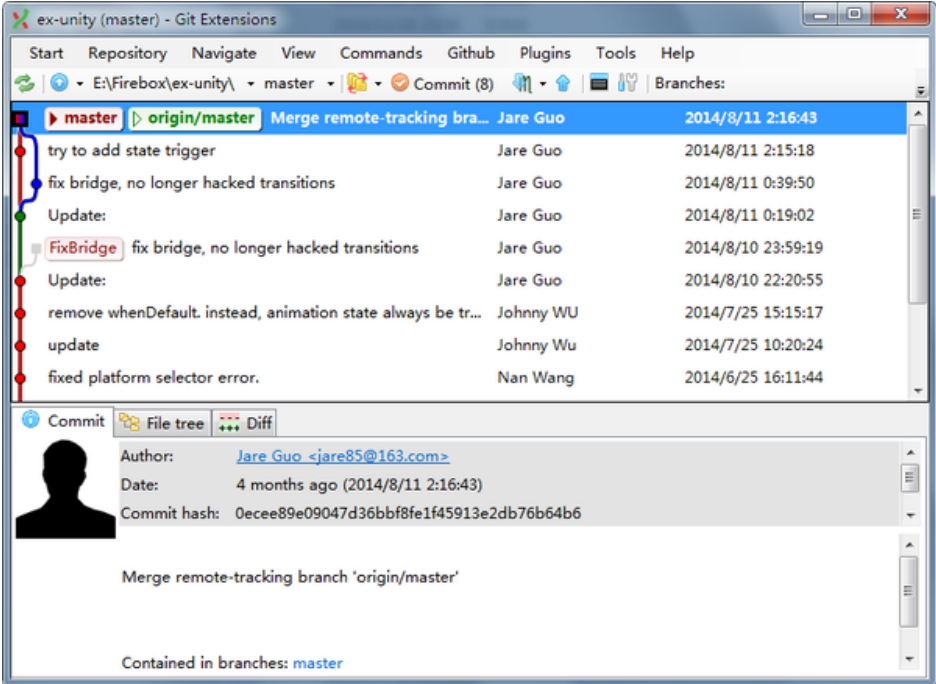 ex-unity (master) - Git Extensions
Start Repository Navigate View Commands Github Plugins Tools Help
E:\Firebox\ex-unity\ master Commit (8) Branches:
master origin/master Merge remote-tracking bra... Jare Guo 2014/8/11 2:16:43
try to add state trigger Jare Guo 2014/8/11 2:15:18
fix bridge, no longer hacked transitions Jare Guo 2014/8/11 0:39:50
Update: Jare Guo 2014/8/11 0:19:02
FixBridge fix bridge, no longer hacked transitions Jare Guo 2014/8/10 23:59:19
Update: Jare Guo 2014/8/10 22:20:55
remove whenDefault. instead, animation state always be tr... Johnny WU 2014/7/25 15:15:17
update Johnny Wu 2014/7/25 10:20:24
fixed platform selector error. Nan Wang 2014/6/25 16:11:44
Commit File tree Diff
Author: Jare Guo <jare85@163.com>
Date: 4 months ago (2014/8/11 2:16:43)
Commit hash: 0ecee89e09047d36bbf8fe1f45913e2db76b64b6
Merge remote-tracking branch 'origin/master'
Contained in branches: master